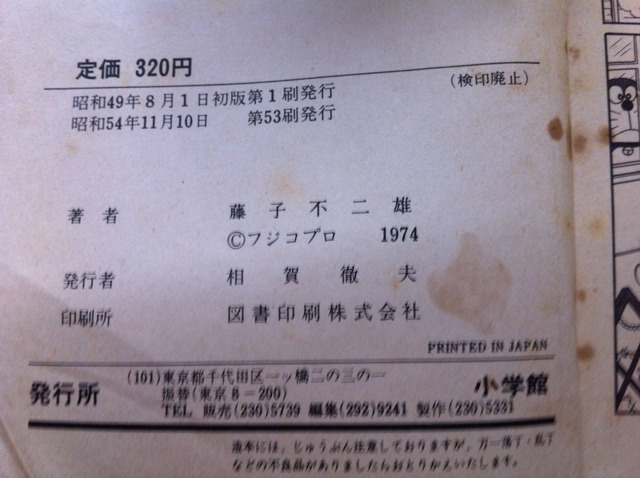 定価 320円
(検印廃止)
昭和49年8月1日初版第1刷発行
昭和54年11月10日 第53刷発行
著者 藤子不二雄
©フジコプロ 1974
発行者 相賀徹夫
印刷所 図書印刷株式会社
PRINTED IN JAPAN
発行所 (101)東京都千代田区一ッ橋二の三の一 小学館
振替(東京8-200)
TEL 販売(230)5739 編集(292)9241 製作(230)5331
造本には、じゅうぶん注意しておりますが、万一落丁・乱丁
などの不良品がありましたらおとりかえいたします。